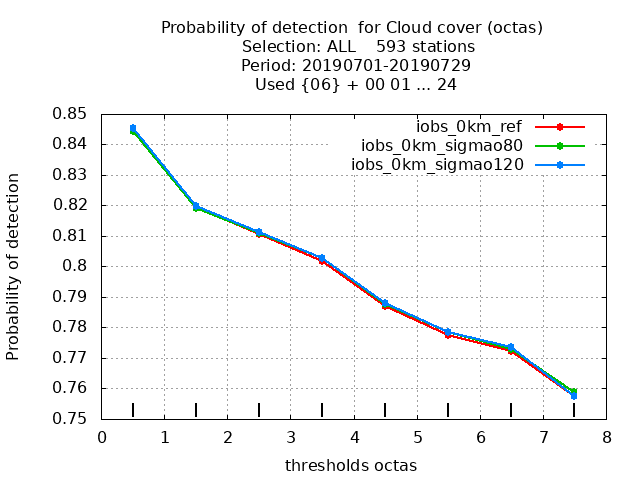 Probability of detection  for Cloud cover (octas)
Selection: ALL    593 stations
Period: 20190701-20190729
Used {06} + 00 01 ... 24
iobs_0km_ref
iobs_0km_sigmao80
iobs_0km_sigmao120
Probability of detection
0.85
0.84
0.83
0.82
0.81
0.8
0.79
0.78
0.77
0.76
0.75
0 1 2 3 4 5 6 7 8
thresholds octas